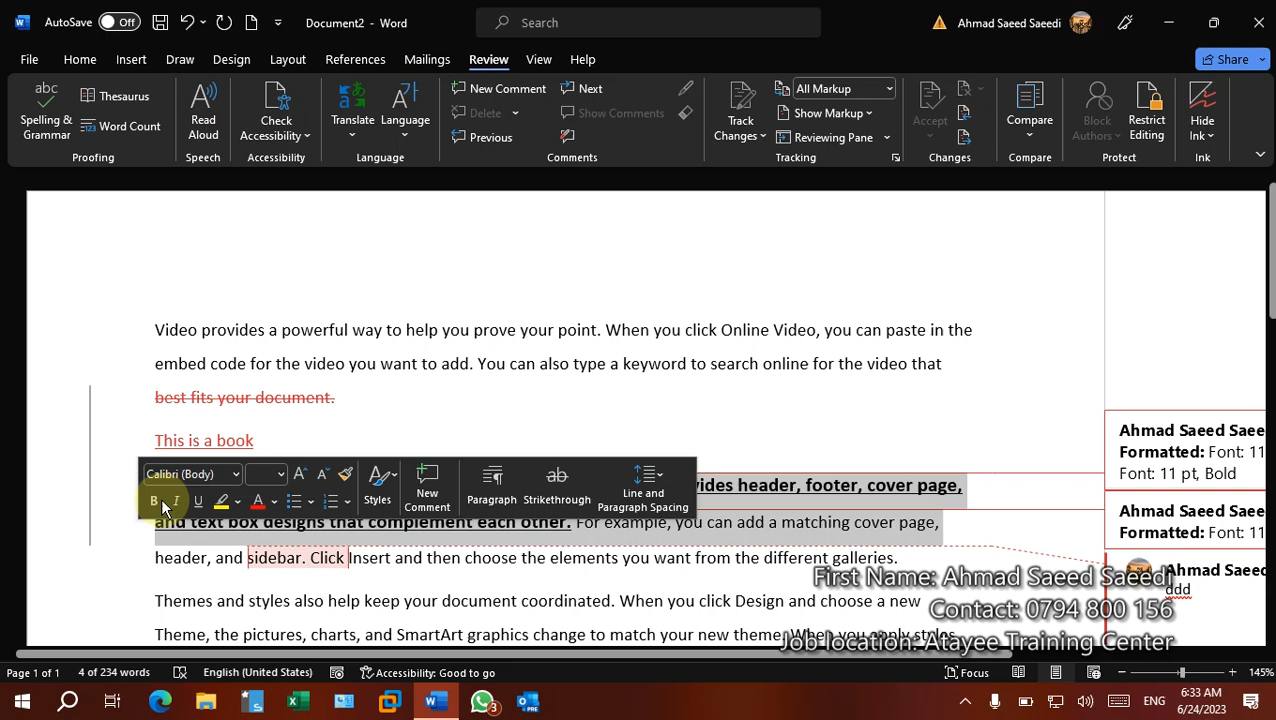 AutoSave Off Document2 - Word Search Ahmad Saeed Saeedi
File Home Insert Draw Design Layout References Mailings Review View Help Share
Spelling & Grammar Thesaurus Word Count Proofing
Read Aloud Speech
Check Accessibility Accessibility
Translate Language Language
New Comment Delete Previous Next Show Comments Comments
Track Changes All Markup Show Markup Reviewing Pane Tracking
Accept Changes
Compare Compare
Block Authors Restrict Editing Protect
Hide Ink Ink
Video provides a powerful way to help you prove your point. When you click Online Video, you can paste in the
embed code for the video you want to add. You can also type a keyword to search online for the video that
best fits your document.
This is a book
Calibri (Body) B I U A Styles New Comment Paragraph Strikethrough Line and Paragraph Spacing
vides header, footer, cover page,
and text box designs that complement each other. For example, you can add a matching cover page,
header, and sidebar. Click Insert and then choose the elements you want from the different galleries.
Themes and styles also help keep your document coordinated. When you click Design and choose a new
Theme, the pictures, charts, and SmartArt graphics change to match your new theme. When you apply styles,
Ahmad Saeed Saee
Formatted: Font: 11
Font: 11 pt, Bold
Ahmad Saeed Saee
Formatted: Font: 11
Ahmad Saeed
ddd
First Name: Ahmad Saeed Saeedi
Contact: 0794 800 156
Job location: Atayee Training Center
Page 1 of 1 4 of 234 words English (United States) Accessibility: Good to go Focus 145%
3 PRE ENG 6:33 AM
6/24/2023